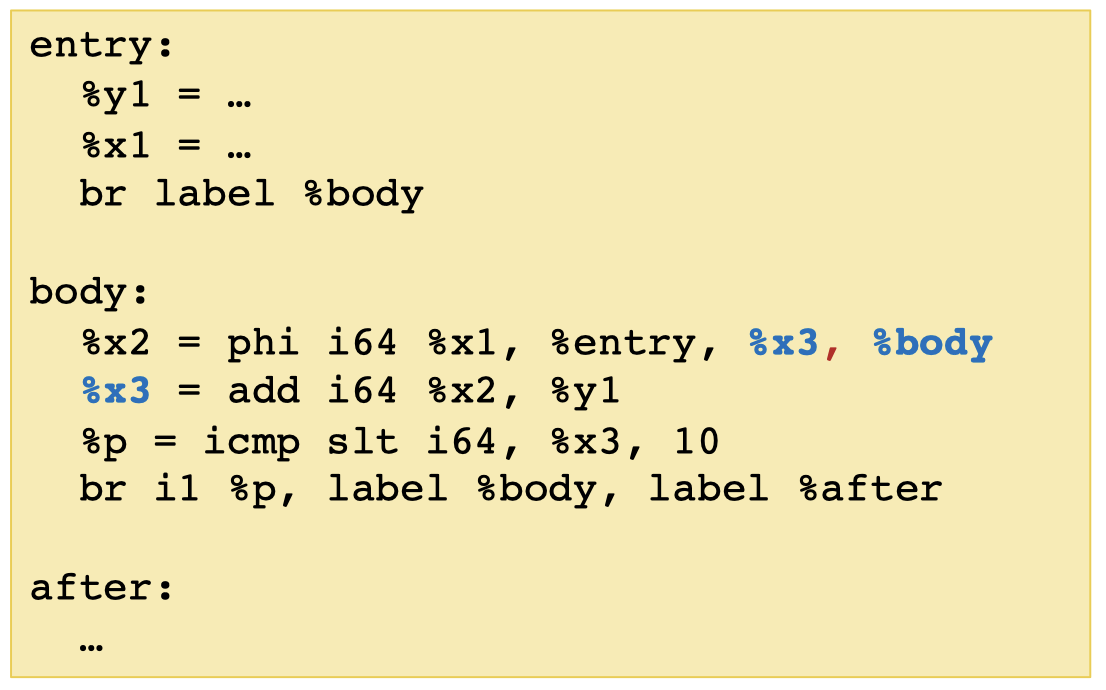 entry:
%y1 = …
%x1 = …
br label %body
body:
%x2 = phi i64 %x1, %entry, %x3, %body
%x3 = add i64 %x2, %y1
%p = icmp slt i64, %x3, 10
br i1 %p, label %body, label %after
after:
…